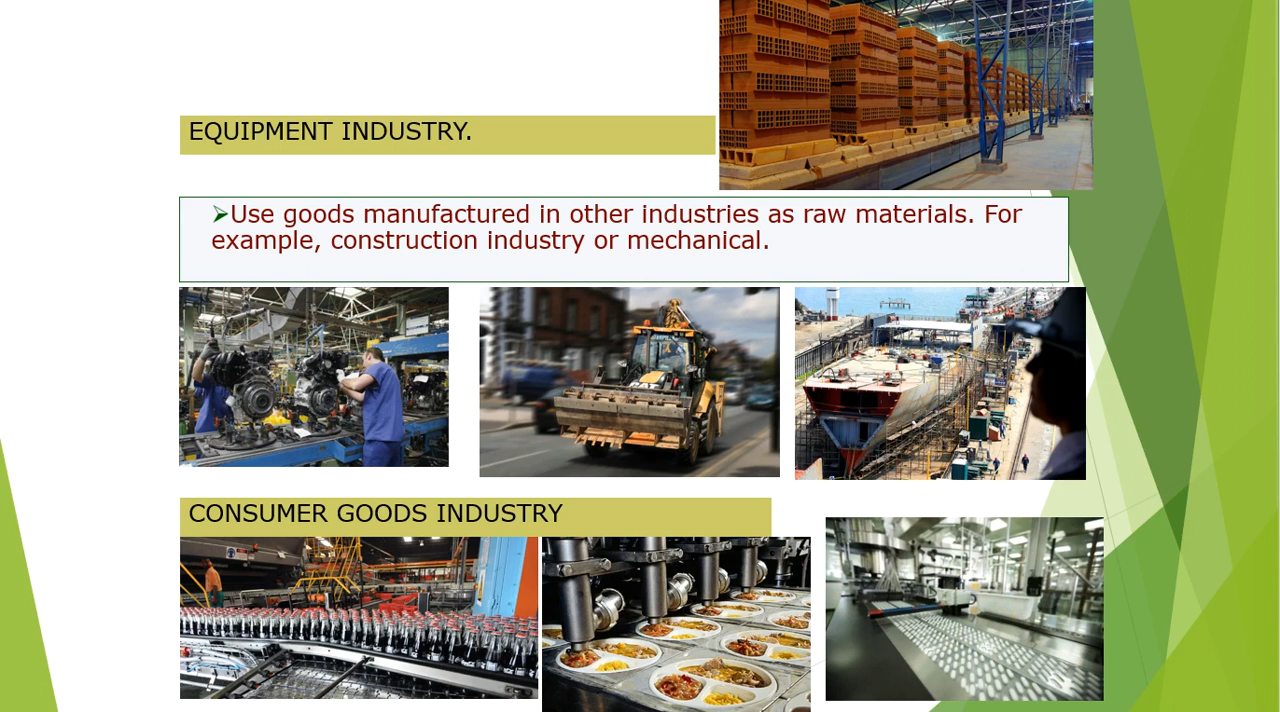 EQUIPMENT INDUSTRY.
➢Use goods manufactured in other industries as raw materials. For
example, construction industry or mechanical.
CONSUMER GOODS INDUSTRY